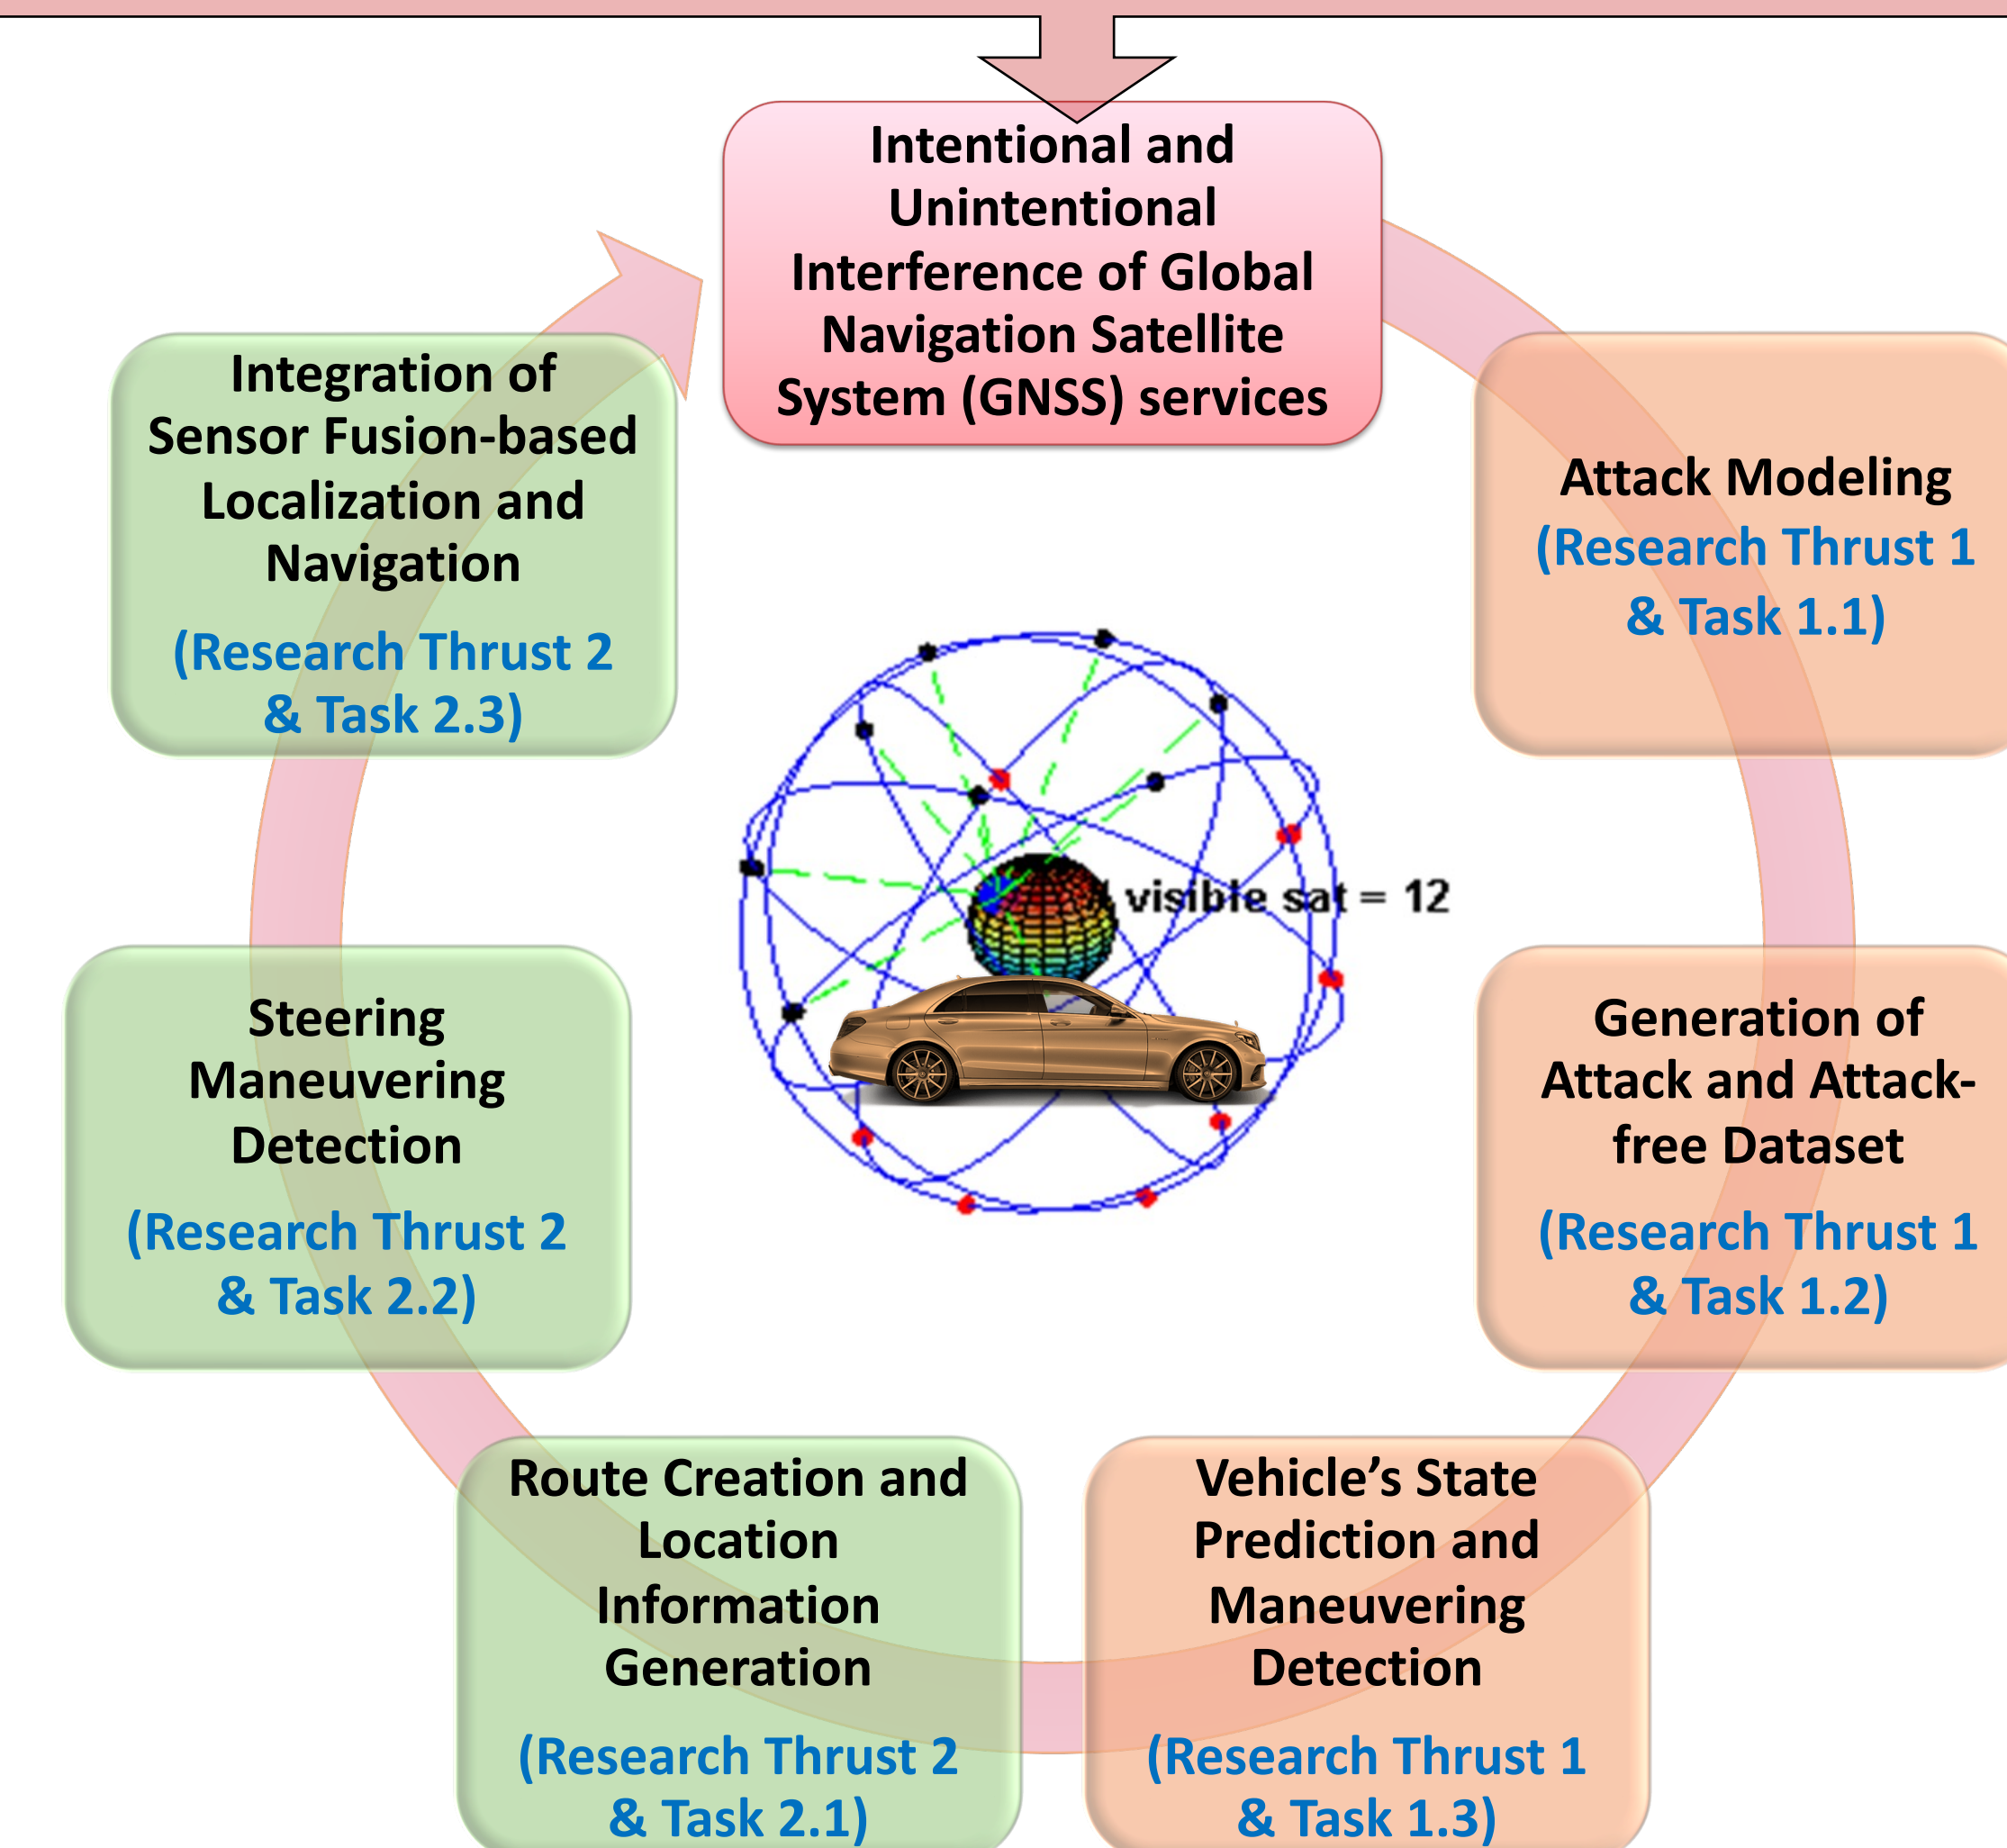 Intentional and
Unintentional
Interference of Global
Navigation Satellite
System (GNSS) services
Attack Modeling
(Research Thrust 1
& Task 1.1)
Generation of
Attack and Attack-
free Dataset
(Research Thrust 1
& Task 1.2)
Vehicle’s State
Prediction and
Maneuvering
Detection
(Research Thrust 1
& Task 1.3)
Route Creation and
Location
Information
Generation
(Research Thrust 2
& Task 2.1)
Steering
Maneuvering
Detection
(Research Thrust 2
& Task 2.2)
Integration of
Sensor Fusion-based
Localization and
Navigation
(Research Thrust 2
& Task 2.3)
visible sat = 12